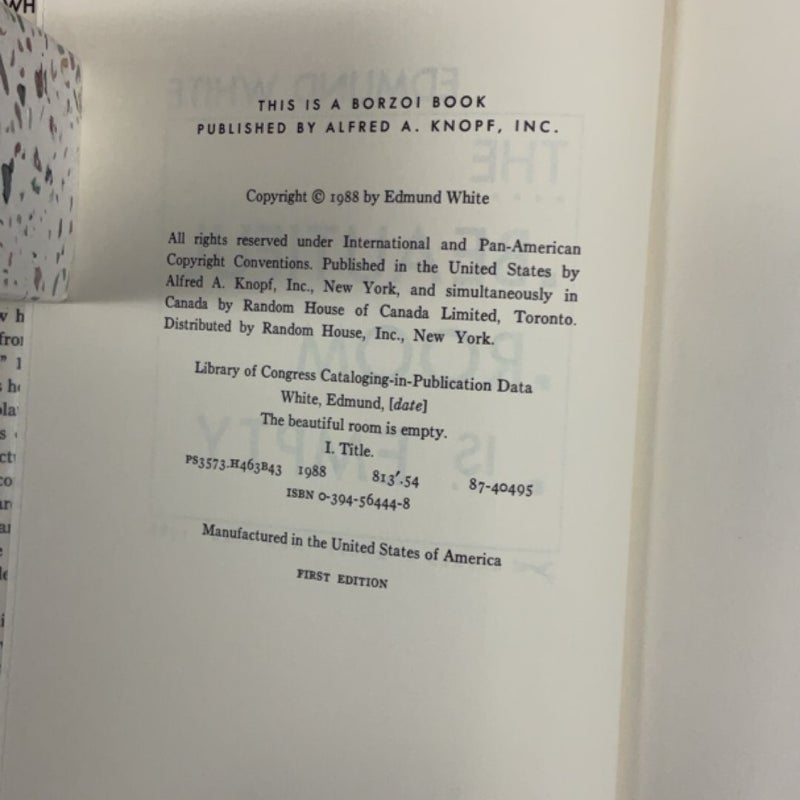 WH
THIS IS A BORZOI BOOK
PUBLISHED BY ALFRED A. KNOPF, INC.
Copyright © 1988 by Edmund White
All rights reserved under International and Pan-American
Copyright Conventions. Published in the United States by
Alfred A. Knopf, Inc., New York, and simultaneously in
Canada by Random House of Canada Limited, Toronto.
Distributed by Random House, Inc., New York.
Library of Congress Cataloging-in-Publication Data
White, Edmund, [date]
The beautiful room is empty.
I. Title.
PS3573.H463B43 1988 813'.54 87-40495
ISBN 0-394-56444-8
Manufactured in the United States of America
FIRST EDITION